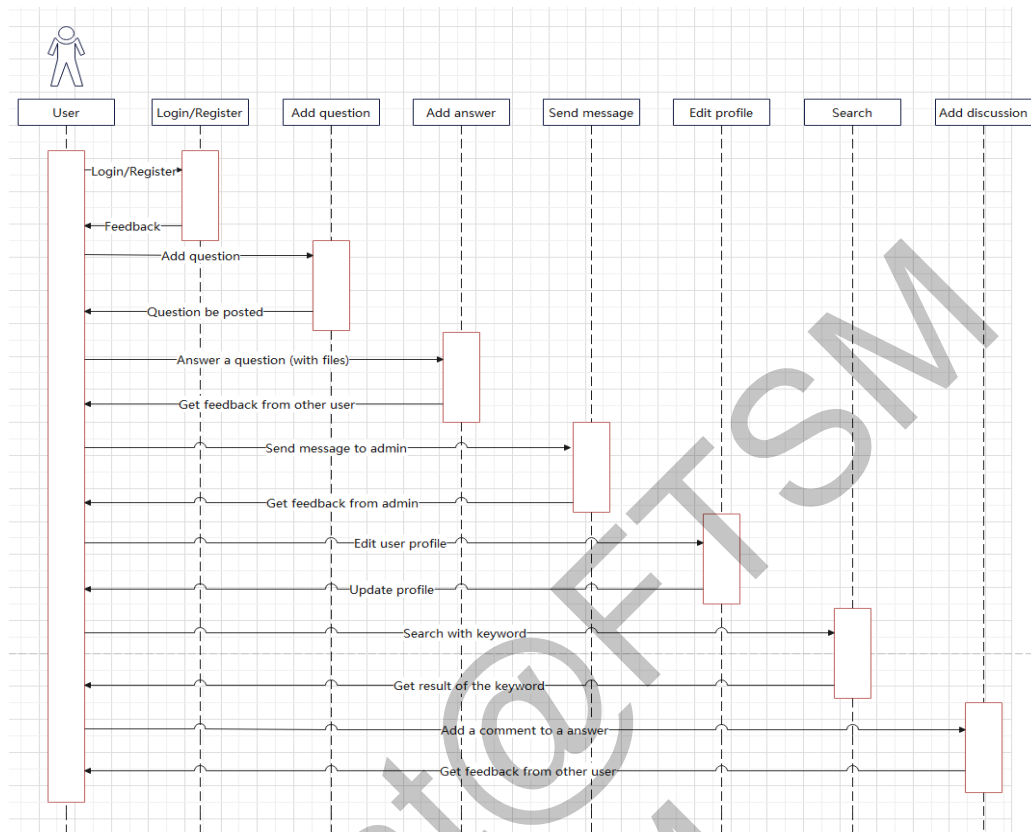 User
Login/Register
Add question
Add answer
Send message
Edit profile
Search
Add discussion
Login/Register
Feedback
Add question
Question be posted
Answer a question (with files)
Get feedback from other user
Send message to admin
Get feedback from admin
Edit user profile
Update profile
Search with keyword
Get result of the keyword
Add a comment to a answer
Get feedback from other user
t@FTSM